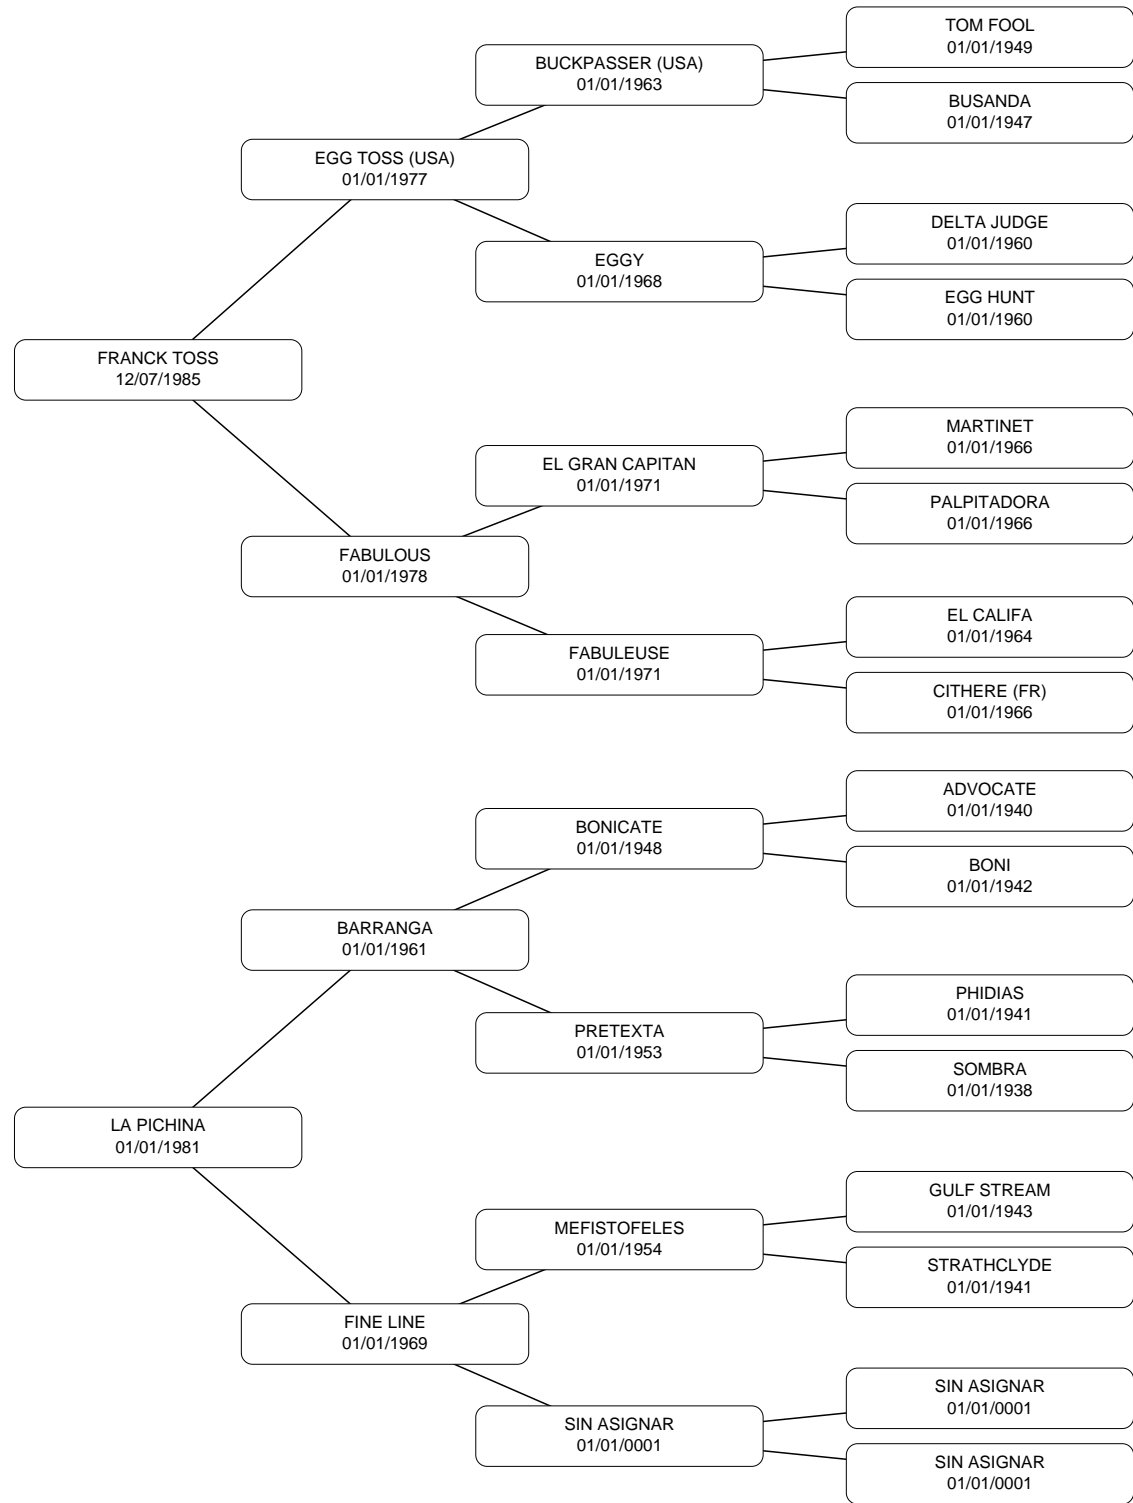 TOM FOOL
01/01/1949
BUCKPASSER (USA)
01/01/1963
BUSANDA
01/01/1947
EGG TOSS (USA)
01/01/1977
DELTA JUDGE
01/01/1960
EGGY
01/01/1968
EGG HUNT
01/01/1960
FRANCK TOSS
12/07/1985
MARTINET
01/01/1966
EL GRAN CAPITAN
01/01/1971
PALPITADORA
01/01/1966
FABULOUS
01/01/1978
EL CALIFA
01/01/1964
FABULEUSE
01/01/1971
CITHERE (FR)
01/01/1966
ADVOCATE
01/01/1940
BONICATE
01/01/1948
BONI
01/01/1942
BARRANGA
01/01/1961
PHIDIAS
01/01/1941
PRETEXTA
01/01/1953
SOMBRA
01/01/1938
LA PICHINA
01/01/1981
GULF STREAM
01/01/1943
MEFISTOFELES
01/01/1954
STRATHCLYDE
01/01/1941
FINE LINE
01/01/1969
SIN ASIGNAR
01/01/0001
SIN ASIGNAR
01/01/0001
SIN ASIGNAR
01/01/0001